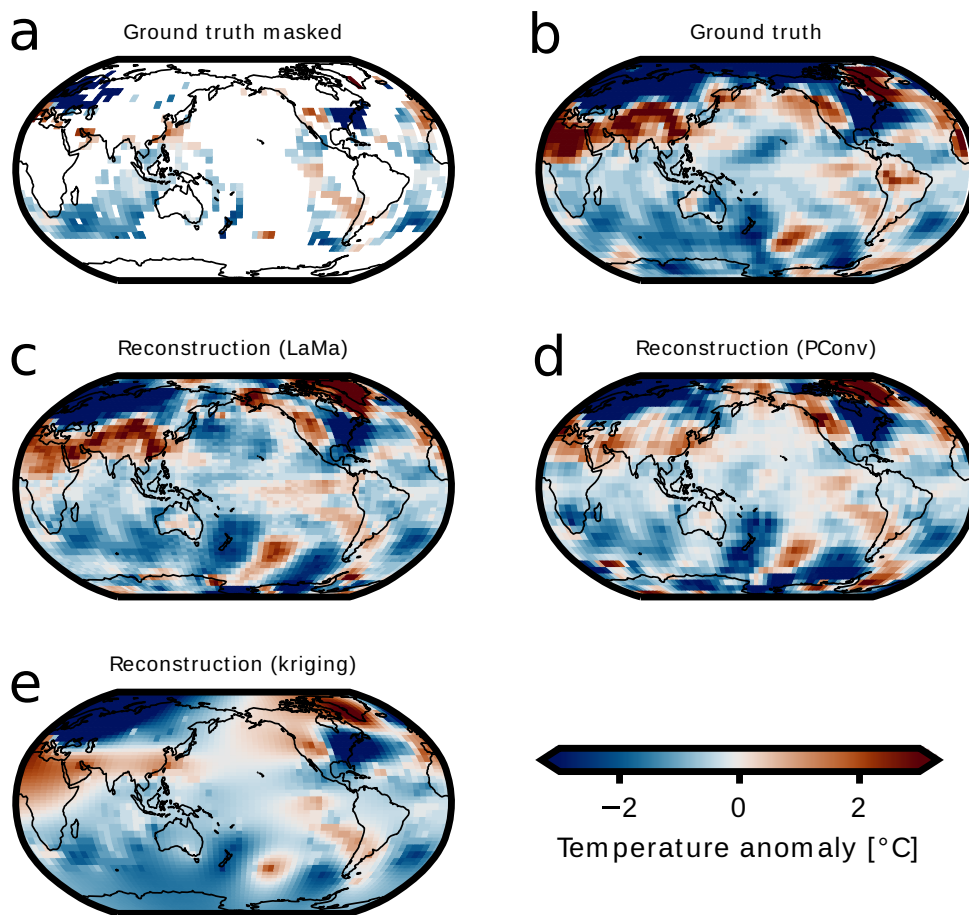 a
Ground truth masked
b
Ground truth
c
Reconstruction (LaMa)
d
Reconstruction (PConv)
e
Reconstruction (kriging)
−2 0 2
Temperature anomaly [°C]